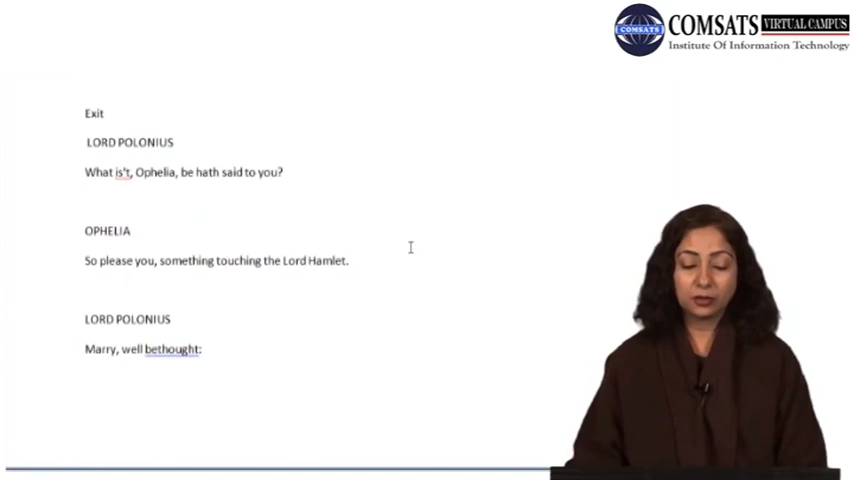 COMSATS VIRTUAL CAMPUS
COMSATS
Institute Of Information Technology
Exit
LORD POLONIUS
What is't, Ophelia, be hath said to you?
OPHELIA
So please you, something touching the Lord Hamlet.
LORD POLONIUS
Marry, well bethought: